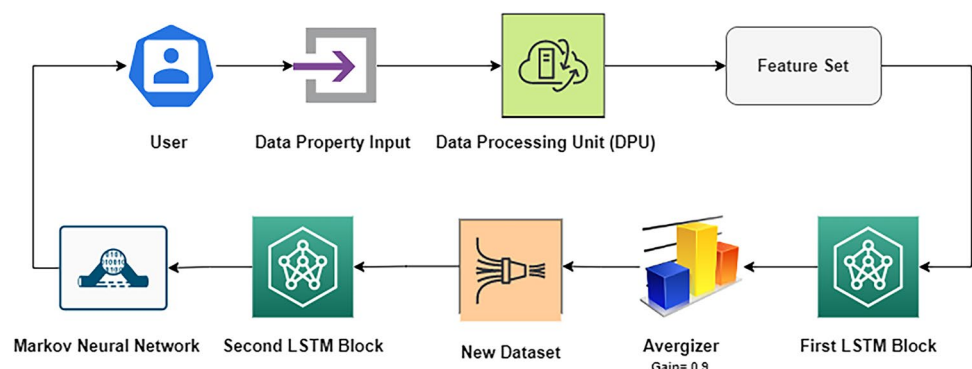 Feature Set
User
Data Property Input
Data Processing Unit (DPU)
Markov Neural Network
Second LSTM Block
New Dataset
Avergizer
Gain= 0.9
First LSTM Block